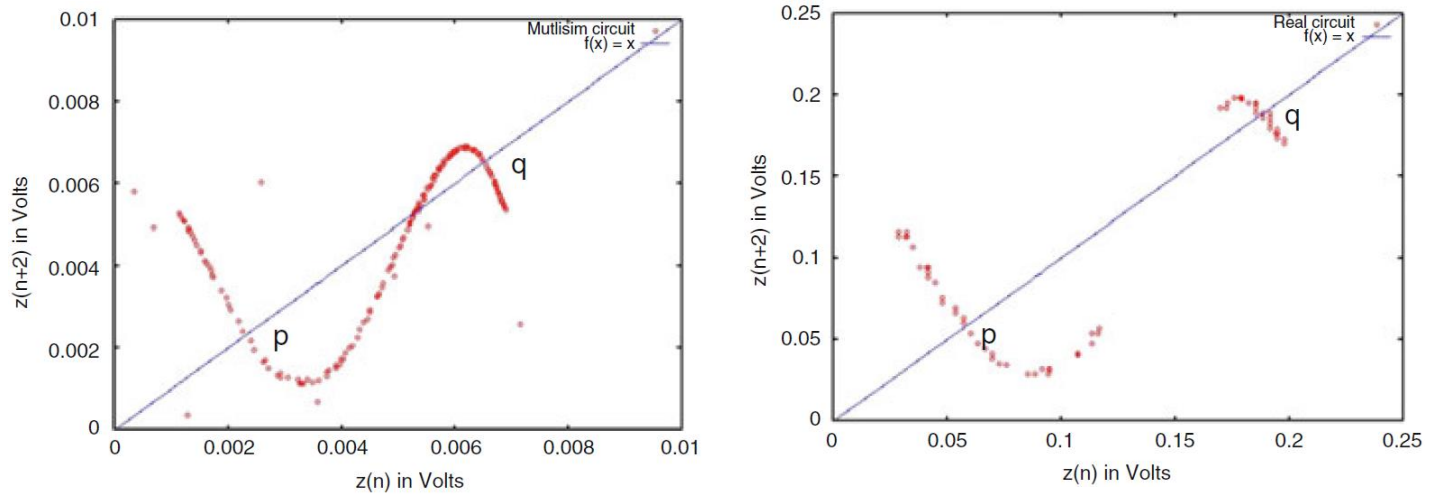 0.01
0.008
0.006
0.004
0.002
0
0
0.002
0.004
0.006
0.008
0.01
z(n+2) in Volts
z(n) in Volts
Mutlisim circuit
f(x) = x
p
q
0.25
0.2
0.15
0.1
0.05
0
0
0.05
0.1
0.15
0.2
0.25
z(n+2) in Volts
z(n) in Volts
Real circuit
f(x) = x
p
q